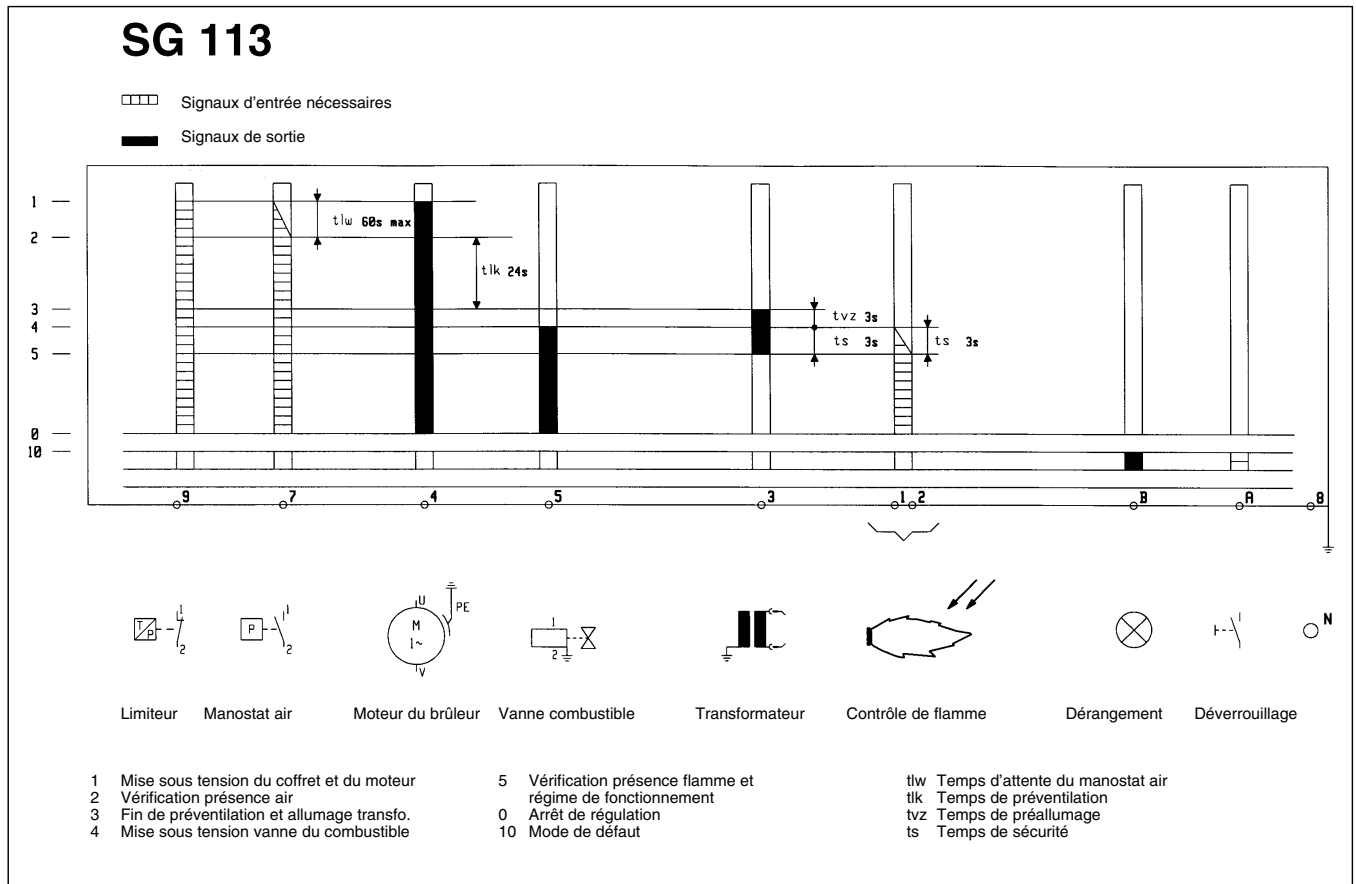 SG 113
Signaux d'entrée nécessaires
Signaux de sortie
1
tlw 60s max
2
tlk 24s
3
tvz 3s
4
ts 3s ts 3s
5
0
10
9 7 4 5 3 1 2 B A 8
T/P 1 2
P 1 2
U PE
M
1~
V
1
2
N
Limiteur Manostat air Moteur du brûleur Vanne combustible Transformateur Contrôle de flamme Dérangement Déverrouillage
1 Mise sous tension du coffret et du moteur
2 Vérification présence air
3 Fin de préventilation et allumage transfo.
4 Mise sous tension vanne du combustible
5 Vérification présence flamme et
régime de fonctionnement
0 Arrêt de régulation
10 Mode de défaut
tlw Temps d'attente du manostat air
tlk Temps de préventilation
tvz Temps de préallumage
ts Temps de sécurité